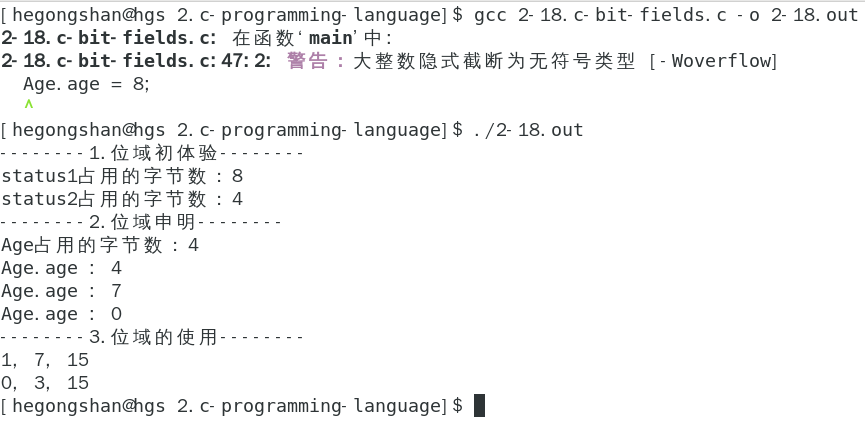 [hegongshan@hgs 2.c-programming-language]$ gcc 2-18.c-bit-fields.c -o 2-18.out
2-18.c-bit-fields.c: 在函数‘main’中:
2-18.c-bit-fields.c:47:2: 警告：大整数隐式截断为无符号类型 [-Woverflow]
  Age.age = 8;
  ^
[hegongshan@hgs 2.c-programming-language]$ ./2-18.out
--------1.位域初体验--------
status1占用的字节数：8
status2占用的字节数：4
--------2.位域申明--------
Age占用的字节数：4
Age.age : 4
Age.age : 7
Age.age : 0
--------3.位域的使用--------
1, 7, 15
0, 3, 15
[hegongshan@hgs 2.c-programming-language]$